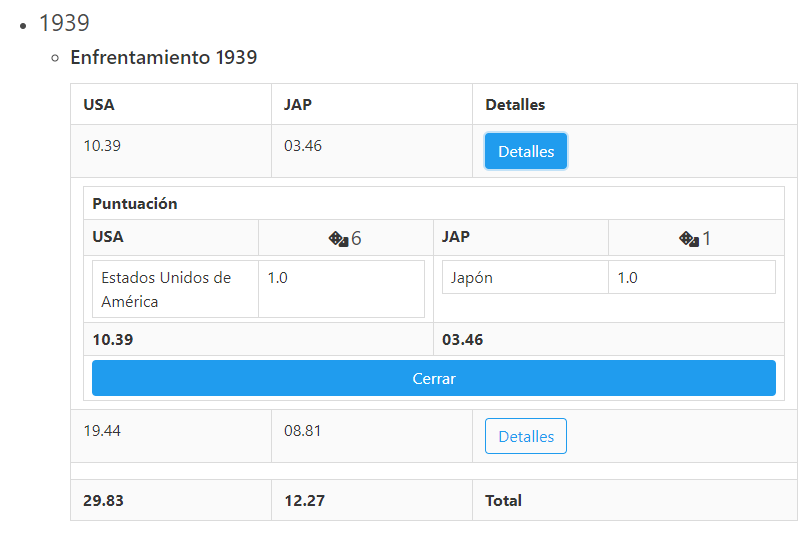 1939
Enfrentamiento 1939
USA JAP Detalles
10.39 03.46 Detalles
Puntuación
USA 6 JAP 1
Estados Unidos de 1.0 Japón 1.0
América
10.39 03.46
Cerrar
19.44 08.81 Detalles
29.83 12.27 Total